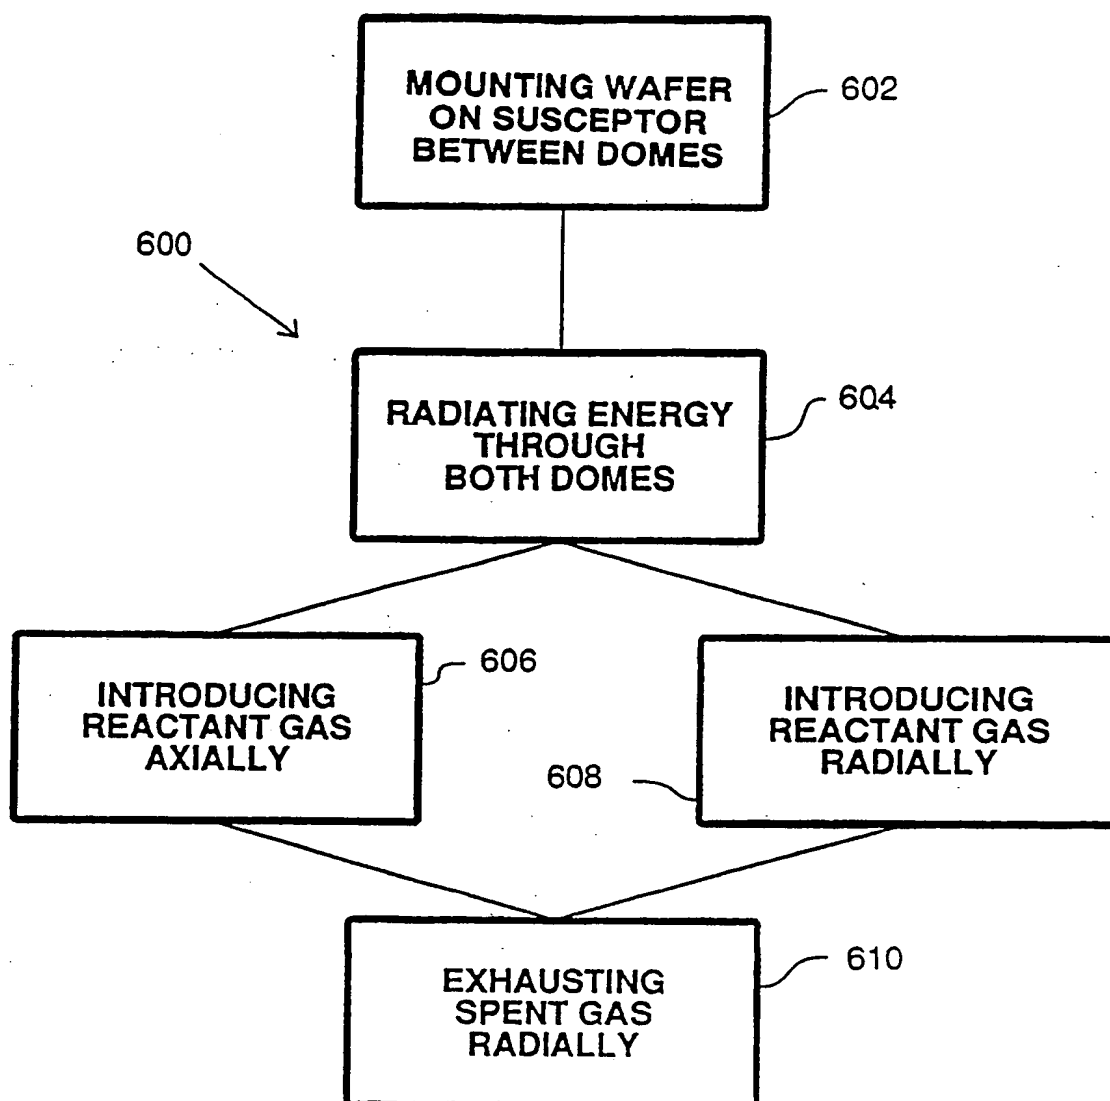 MOUNTING WAFER
ON SUSCEPTOR
BETWEEN DOMES
602
600
RADIATING ENERGY
THROUGH
BOTH DOMES
604
INTRODUCING
REACTANT GAS
AXIALLY
606
INTRODUCING
REACTANT GAS
RADIALLY
608
EXHAUSTING
SPENT GAS
RADIALLY
610